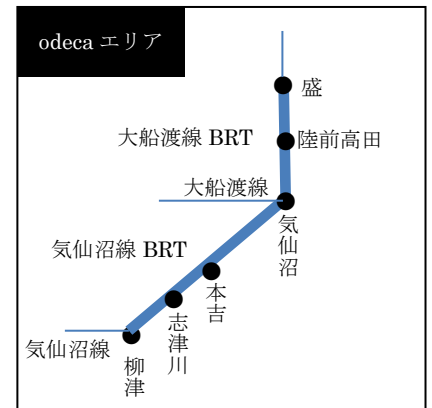 odeca エリア
盛
大船渡線 BRT
陸前高田
大船渡線
気仙沼
気仙沼線 BRT
本吉
志津川
気仙沼線
柳津